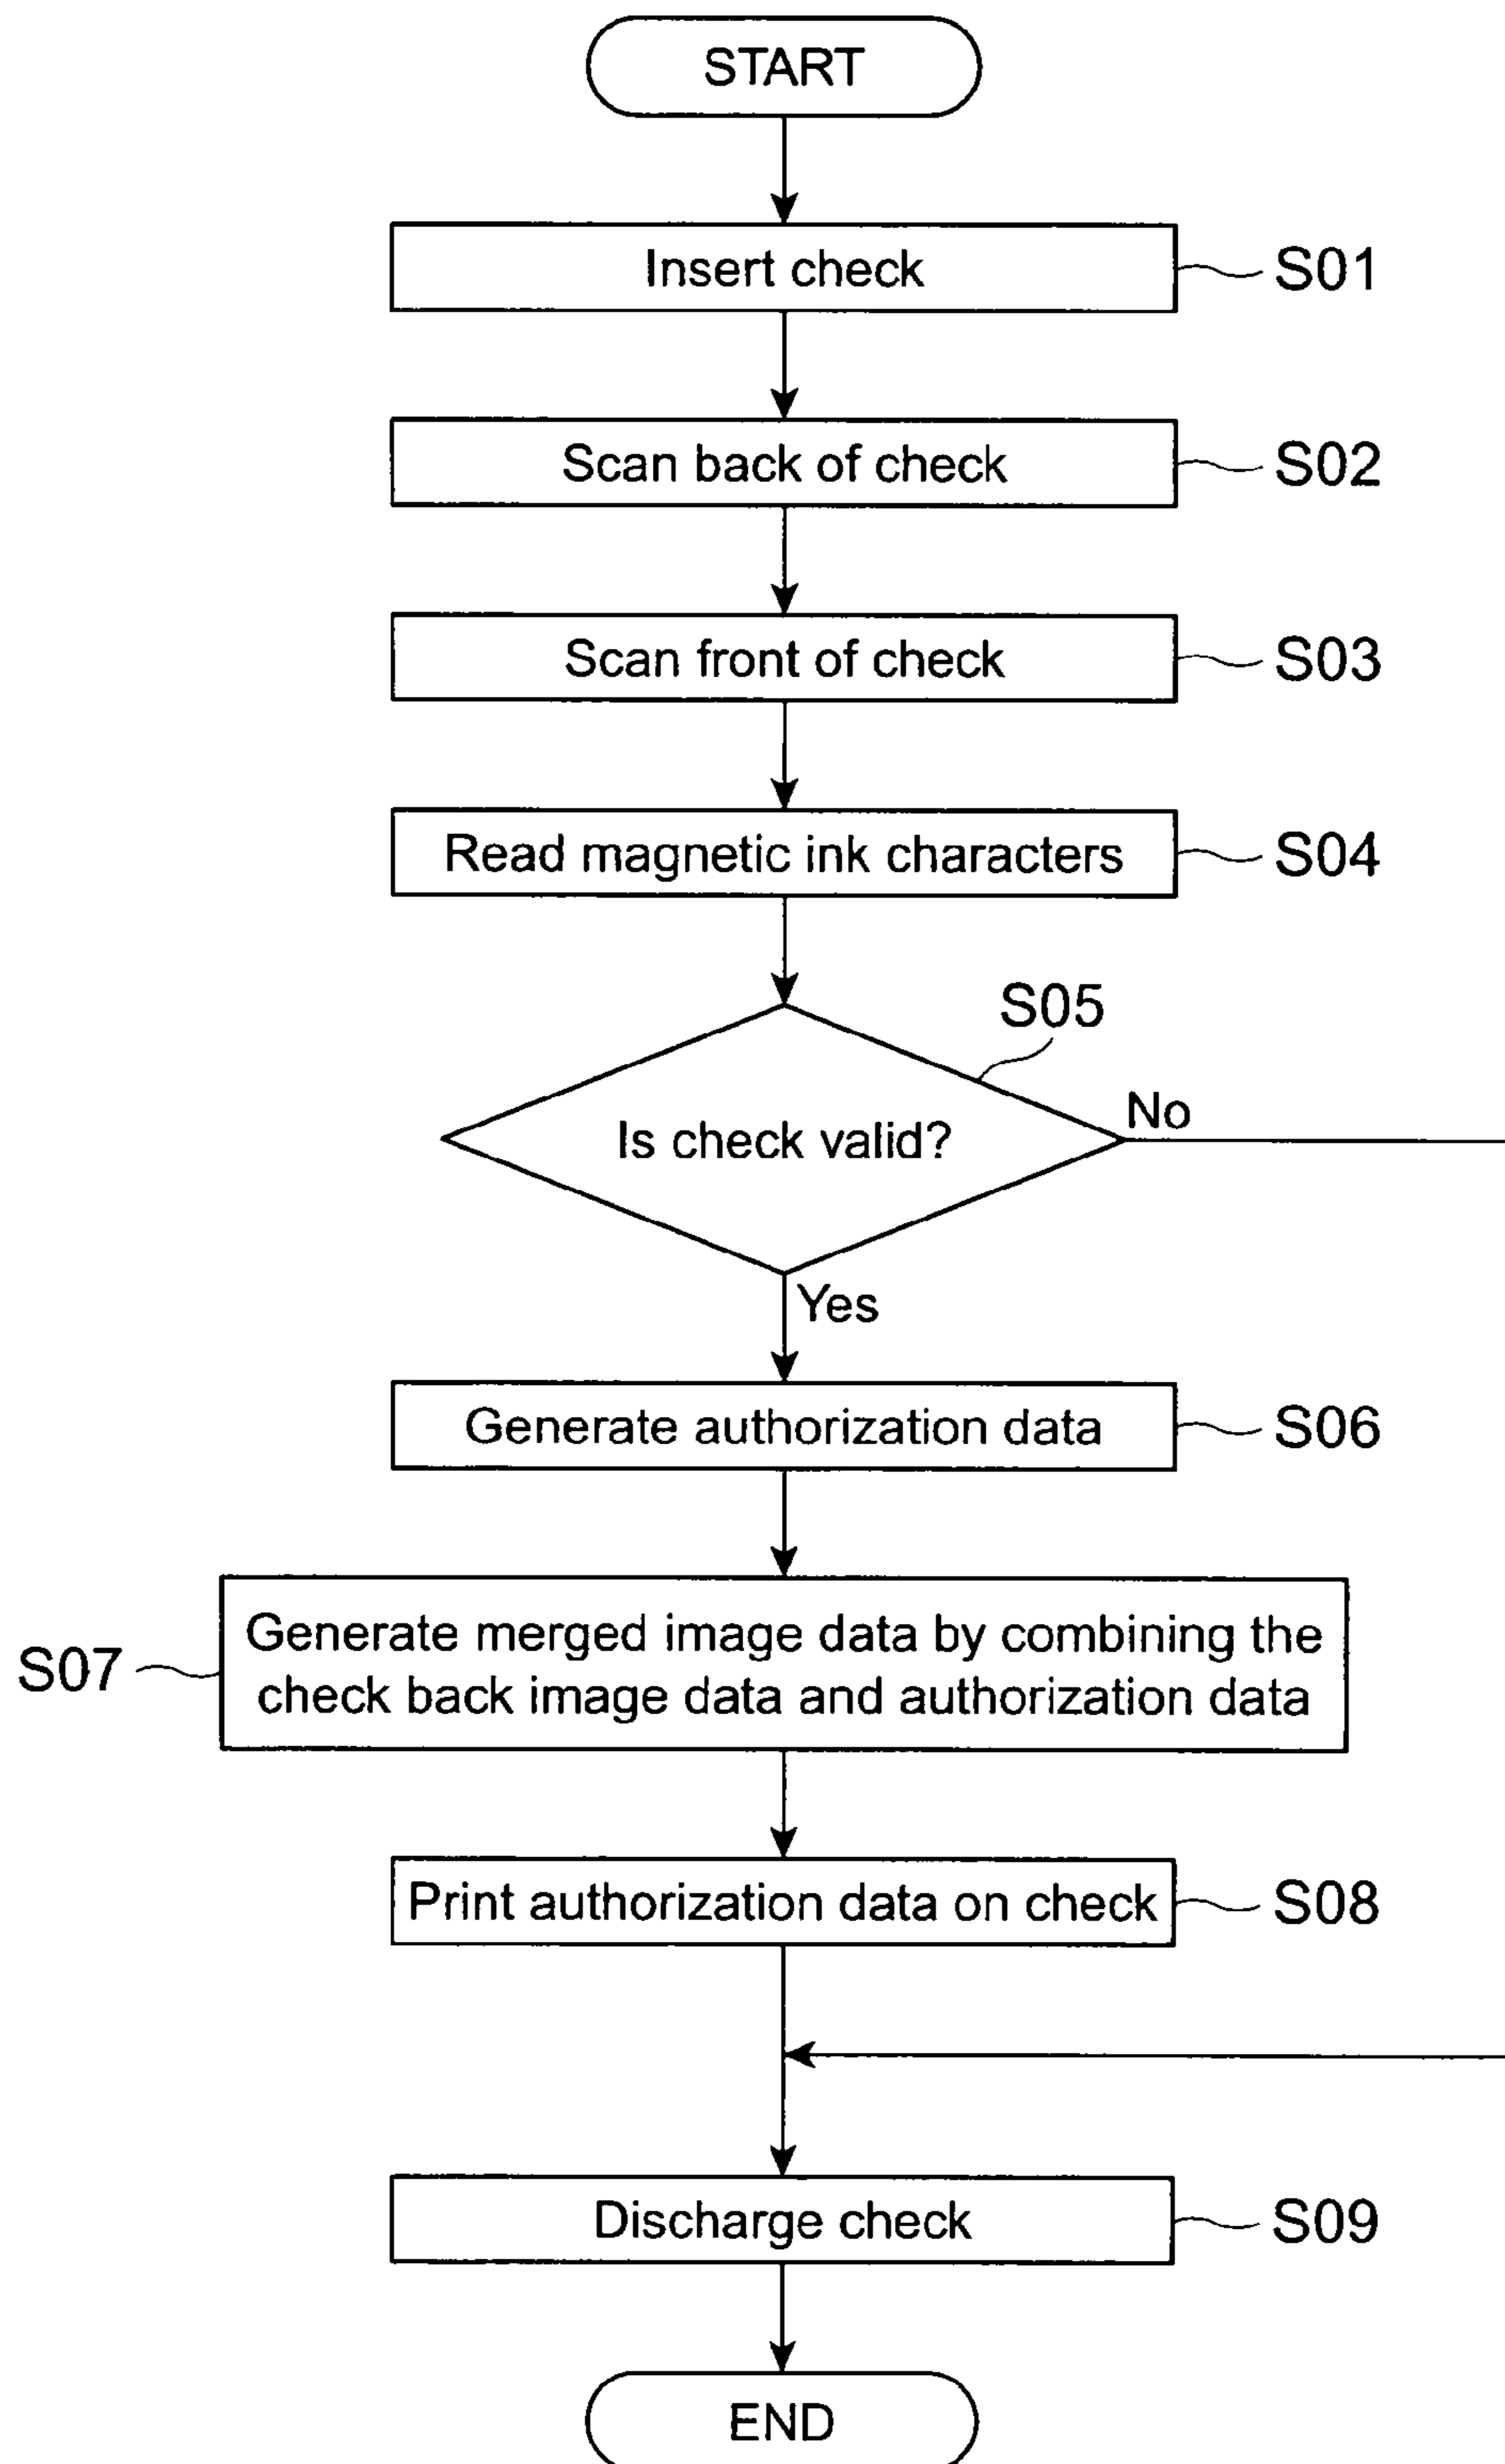 START
Insert check
S01
Scan back of check
S02
Scan front of check
S03
Read magnetic ink characters
S04
S05
Is check valid?
No
Yes
Generate authorization data
S06
S07
Generate merged image data by combining the
check back image data and authorization data
Print authorization data on check
S08
Discharge check
S09
END